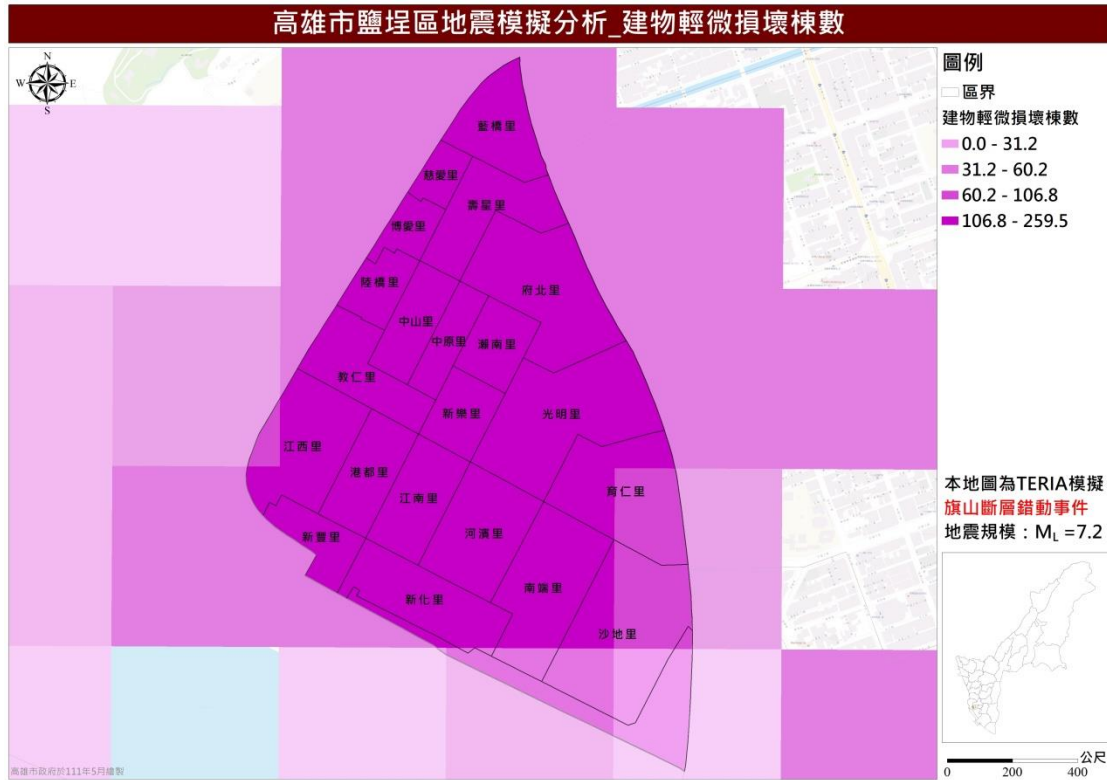 高雄市鹽埕區地震模擬分析_建物輕微損壞棟數
N
W E
S
圖例
區界
建物輕微損壞棟數
0.0 - 31.2
31.2 - 60.2
60.2 - 106.8
106.8 - 259.5
藍橋里
慈愛里
壽星里
博愛里
陸橋里
府北里
中山里
中原里
瀨南里
教仁里
新樂里
光明里
江西里
港都里
江南里
育仁里
新豐里
河濱里
新化里
南端里
沙地里
本地圖為TERIA模擬
旗山斷層錯動事件
地震規模：ML =7.2
公尺
0 200 400
高雄市政府於111年5月繪製